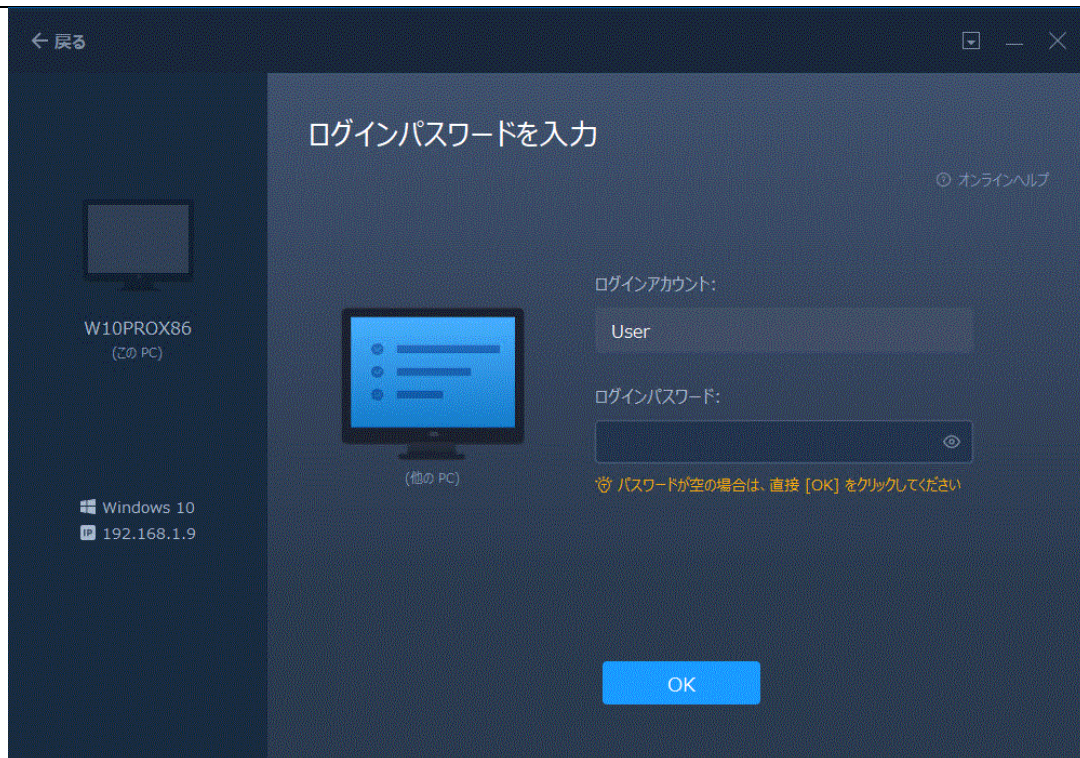 戻る
ログインパスワードを入力
オンラインヘルプ
W10PROX86
(この PC)
Windows 10
IP 192.168.1.9
(他の PC)
ログインアカウント:
User
ログインパスワード:
パスワードが空の場合は、直接 [OK] をクリックしてください
OK